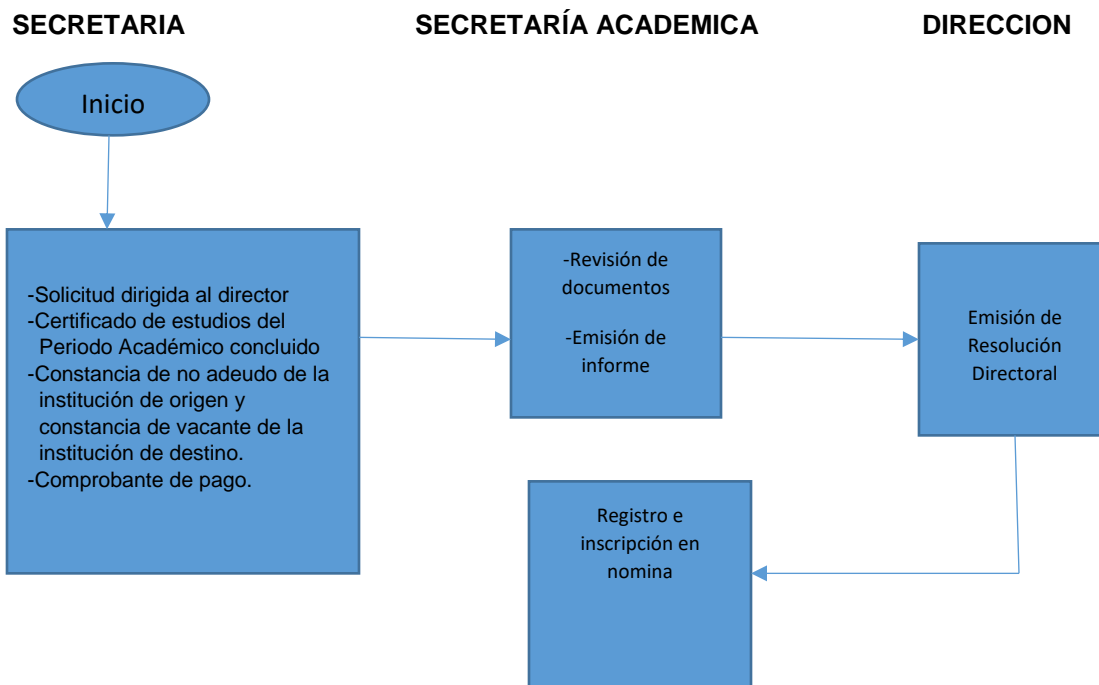 SECRETARIA
SECRETARÍA ACADEMICA
DIRECCION
Inicio
-Solicitud dirigida al director
-Certificado de estudios del
Periodo Académico concluido
-Constancia de no adeudo de la
institución de origen y
constancia de vacante de la
institución de destino.
-Comprobante de pago.
-Revisión de
documentos
-Emisión de
informe
Emisión de
Resolución
Directoral
Registro e
inscripción en
nomina